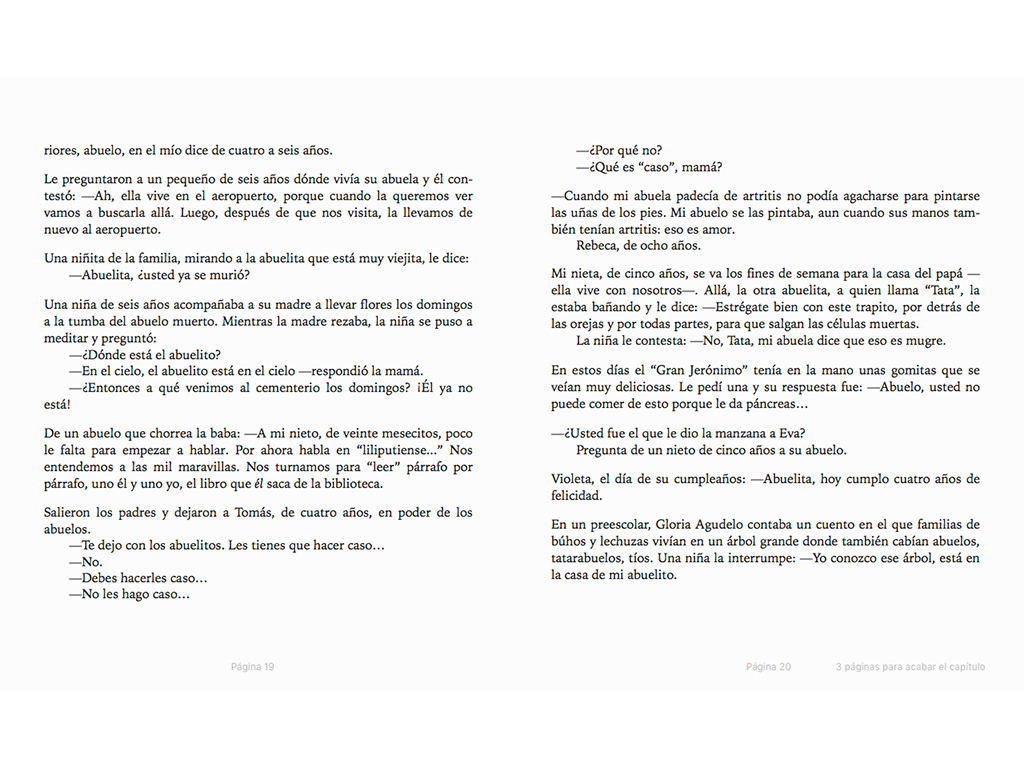 riores, abuelo, en el mío dice de cuatro a seis años.
Le preguntaron a un pequeño de seis años dónde vivía su abuela y él con-
testó: —Ah, ella vive en el aeropuerto, porque cuando la queremos ver
vamos a buscarla allá. Luego, después de que nos visita, la llevamos de
nuevo al aeropuerto.
Una niñita de la familia, mirando a la abuelita que está muy viejita, le dice:
—Abuelita, ¿usted ya se murió?
Una niña de seis años acompañaba a su madre a llevar flores los domingos
a la tumba del abuelo muerto. Mientras la madre rezaba, la niña se puso a
meditar y preguntó:
—¿Dónde está el abuelito?
—En el cielo, el abuelito está en el cielo —respondió la mamá.
—¿Entonces a qué venimos al cementerio los domingos? ¡Él ya no
está!
De un abuelo que chorrea la baba: —A mi nieto, de veinte mesecitos, poco
le falta para empezar a hablar. Por ahora habla en “liliputiense...” Nos
entendemos a las mil maravillas. Nos turnamos para “leer” párrafo por
párrafo, uno él y uno yo, el libro que él saca de la biblioteca.
Salieron los padres y dejaron a Tomás, de cuatro años, en poder de los
abuelos.
—Te dejo con los abuelitos. Les tienes que hacer caso…
—No.
—Debes hacerles caso…
—No les hago caso…
Página 19
—¿Por qué no?
—¿Qué es “caso”, mamá?
—Cuando mi abuela padecía de artritis no podía agacharse para pintarse
las uñas de los pies. Mi abuelo se las pintaba, aun cuando sus manos tam-
bién tenían artritis: eso es amor.
Rebeca, de ocho años.
Mi nieta, de cinco años, se va los fines de semana para la casa del papá —
ella vive con nosotros—. Allá, la otra abuelita, a quien llama “Tata”, la
estaba bañando y le dice: —Estrégate bien con este trapito, por detrás de
las orejas y por todas partes, para que salgan las células muertas.
La niña le contesta: —No, Tata, mi abuela dice que eso es mugre.
En estos días el “Gran Jerónimo” tenía en la mano unas gomitas que se
veían muy deliciosas. Le pedí una y su respuesta fue: —Abuelo, usted no
puede comer de esto porque le da páncreas…
—¿Usted fue el que le dio la manzana a Eva?
Pregunta de un nieto de cinco años a su abuelo.
Violeta, el día de su cumpleaños: —Abuelita, hoy cumplo cuatro años de
felicidad.
En un preescolar, Gloria Agudelo contaba un cuento en el que familias de
búhos y lechuzas vivían en un árbol grande donde también cabían abuelos,
tatarabuelos, tíos. Una niña la interrumpe: —Yo conozco ese árbol, está en
la casa de mi abuelito.
Página 20
3 páginas para acabar el capítulo